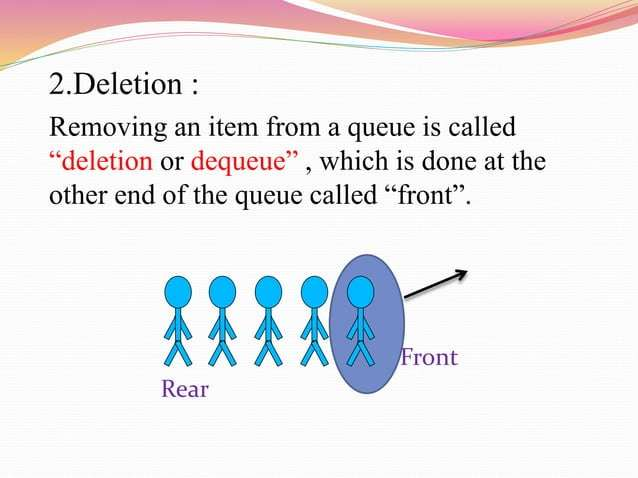 2.Deletion :
Removing an item from a queue is called
“deletion or dequeue” , which is done at the
other end of the queue called “front”.
Front
Rear